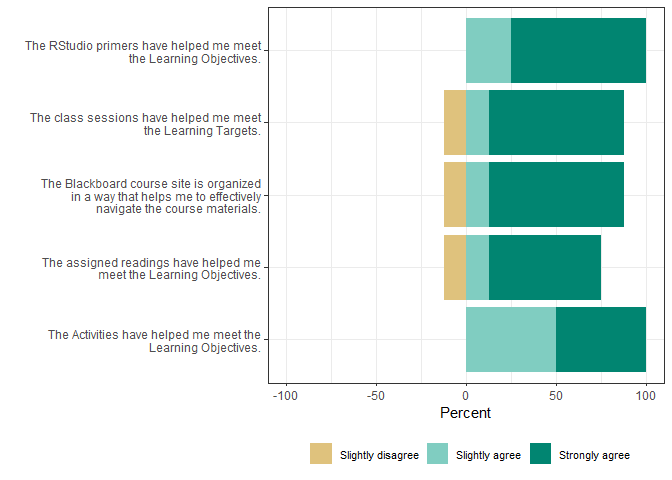 The RStudio primers have helped me meet
the Learning Objectives.
The class sessions have helped me meet
the Learning Targets.
The Blackboard course site is organized
in a way that helps me to effectively
navigate the course materials.
The assigned readings have helped me
meet the Learning Objectives.
The Activities have helped me meet the
Learning Objectives.
-100 -50 0 50 100
Percent
Slightly disagree Slightly agree Strongly agree